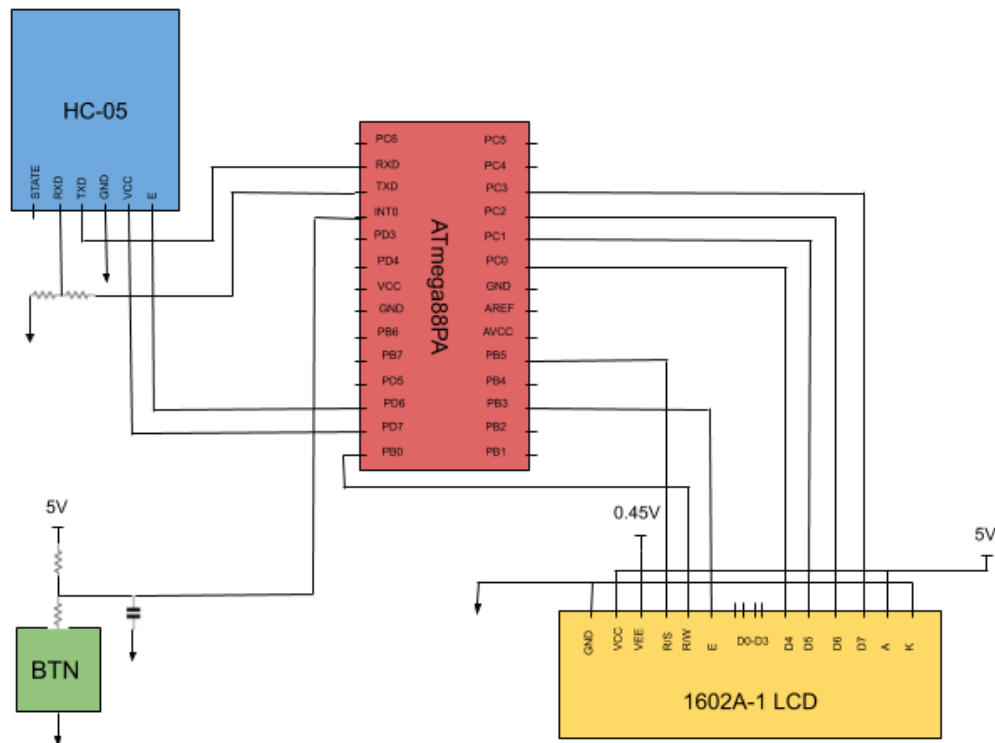 HC-05
STATE
RXD
TXD
GND
VCC
E
ATmega88PA
PC6
RXD
TXD
INT0
PD3
PD4
VCC
GND
PB6
PB7
PD5
PD6
PD7
PB0
PC5
PC4
PC3
PC2
PC1
PC0
GND
AREF
AVCC
PB5
PB4
PB3
PB2
PB1
5V
BTN
0.45V
5V
GND
VCC
VEE
R/S
R/W
E
D0-D3
D4
D5
D6
D7
A
K
1602A-1 LCD